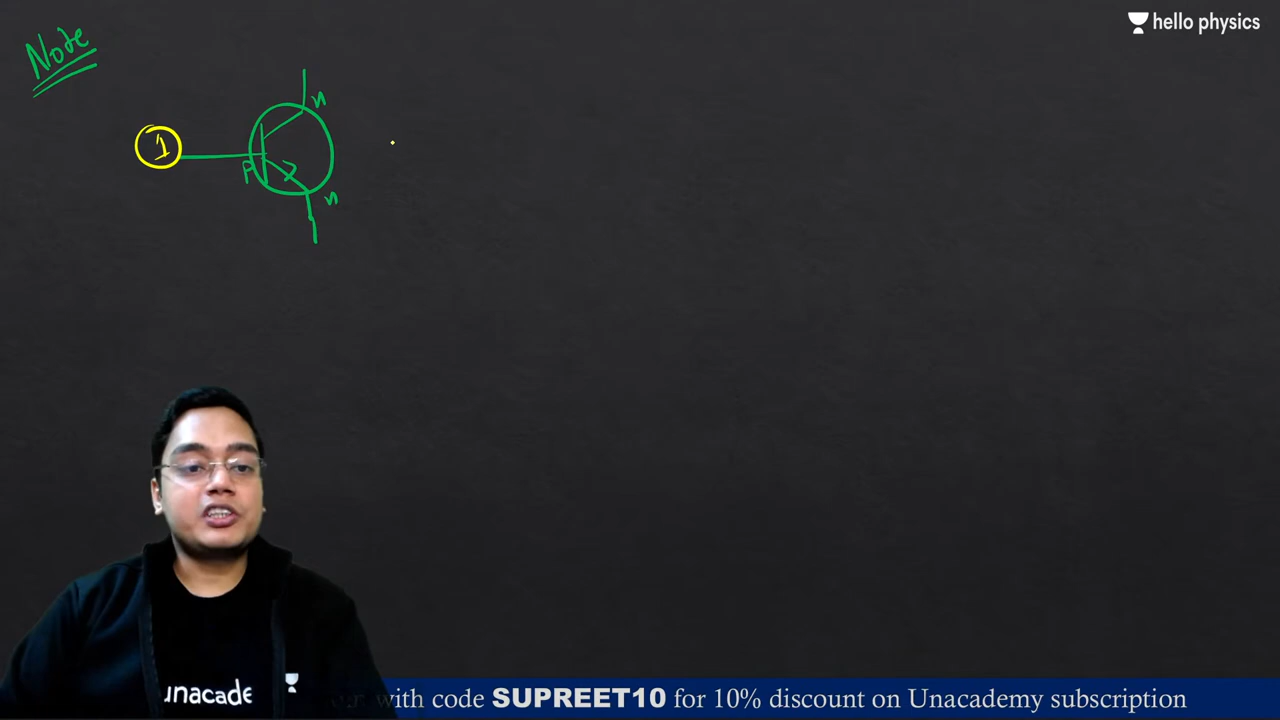 hello physics
Note
n
1
P
n
unacade
with code SUPREET10 for 10% discount on Unacademy subscription